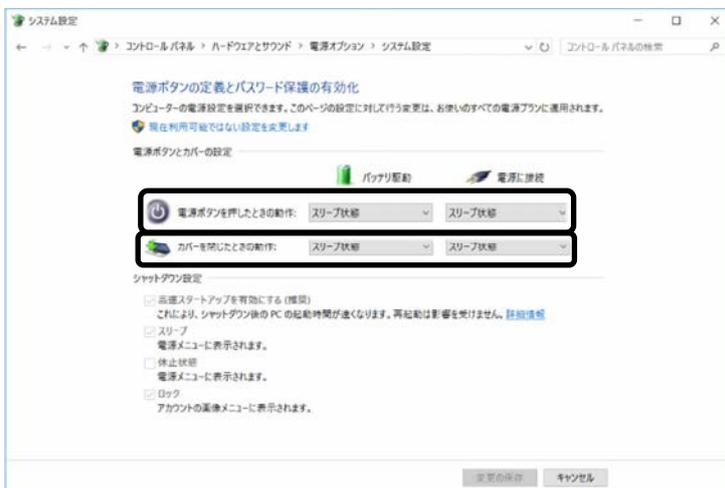 システム設定
コントロール パネル › ハードウェアとサウンド › 電源オプション › システム設定
コントロール パネルの検索
電源ボタンの定義とパスワード保護の有効化
コンピューターの電源設定を選択できます。このページの設定に対して行う変更は、お使いのすべての電源プランに適用されます。
現在利用可能ではない設定を変更します
電源ボタンとカバーの設定
バッテリ駆動 電源に接続
電源ボタンを押したときの動作: スリープ状態 スリープ状態
カバーを閉じたときの動作: スリープ状態 スリープ状態
シャットダウン設定
高速スタートアップを有効にする (推奨)
これにより、シャットダウン後の PC の起動時間が速くなります。再起動は影響を受けません。詳細情報
スリープ
電源メニューに表示されます。
休止状態
電源メニューに表示されます。
ロック
アカウントの画像メニューに表示されます。
変更の保存 キャンセル